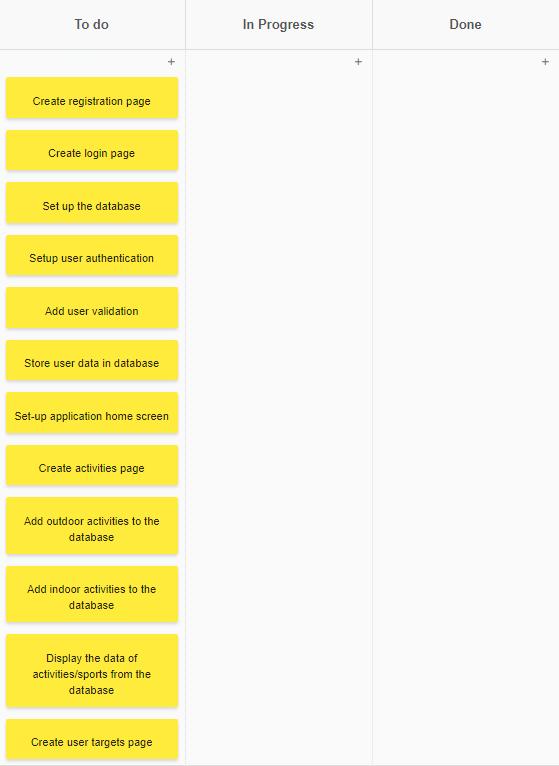 To do
In Progress
Done
+
+
+
Create registration page
Create login page
Set up the database
Setup user authentication
Add user validation
Store user data in database
Set-up application home screen
Create activities page
Add outdoor activities to the
database
Add indoor activities to the
database
Display the data of
activities/sports from the
database
Create user targets page